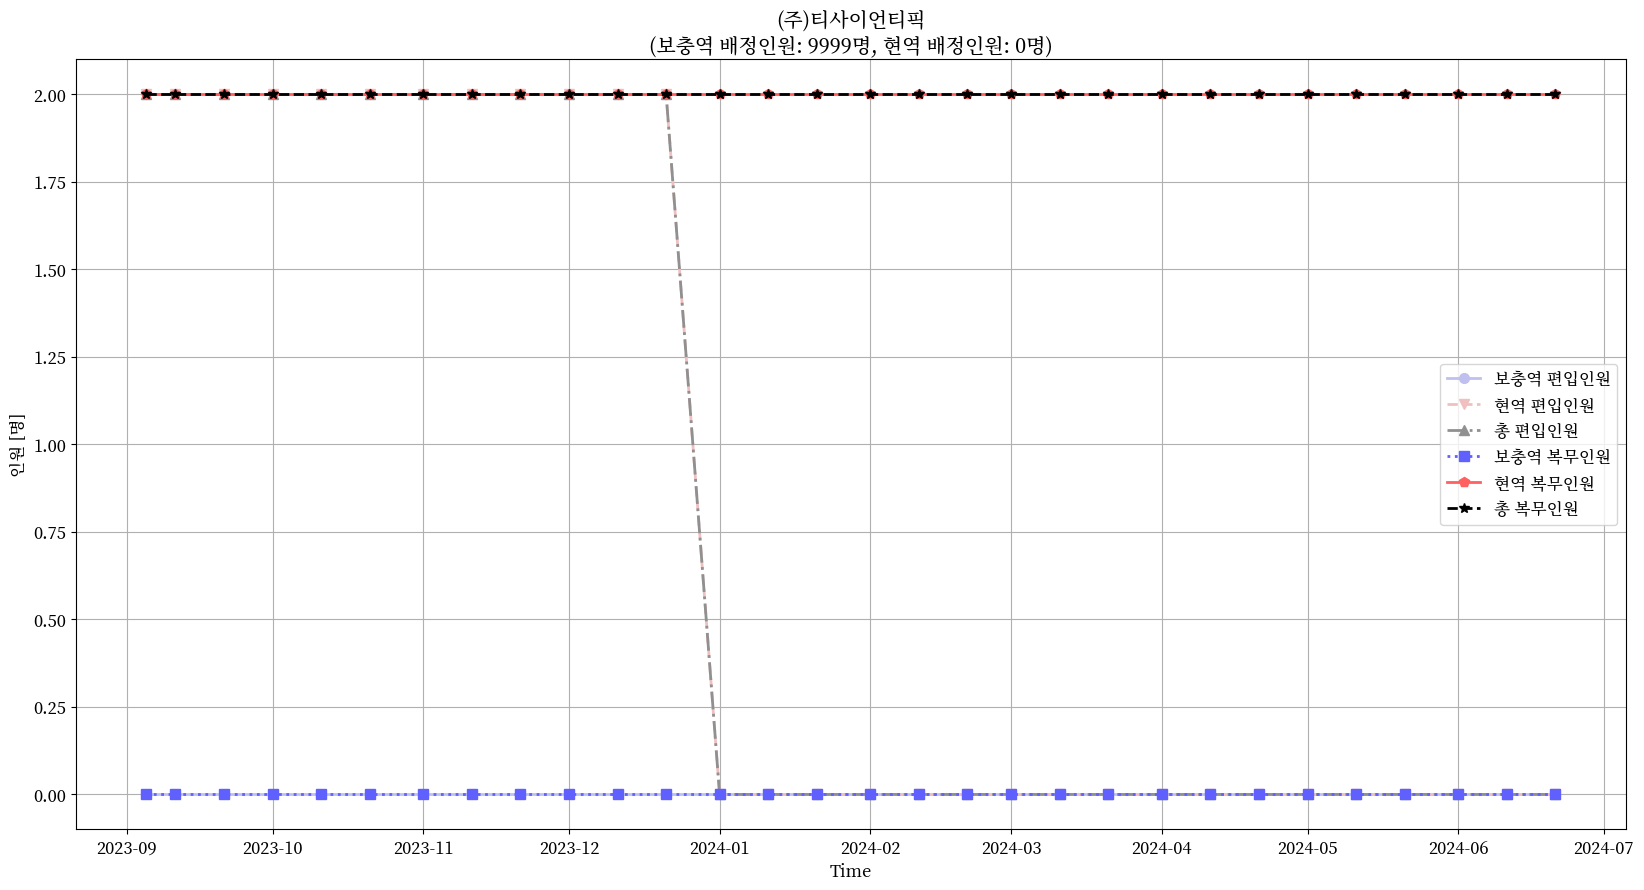 (주)티사이언티픽
(보충역 배정인원: 9999명, 현역 배정인원: 0명)
인원 [명]
2.00
1.75
1.50
1.25
1.00
0.75
0.50
0.25
0.00
보충역 편입인원
현역 편입인원
총 편입인원
보충역 복무인원
현역 복무인원
총 복무인원
2023-09 2023-10 2023-11 2023-12 2024-01 2024-02 2024-03 2024-04 2024-05 2024-06 2024-07
Time